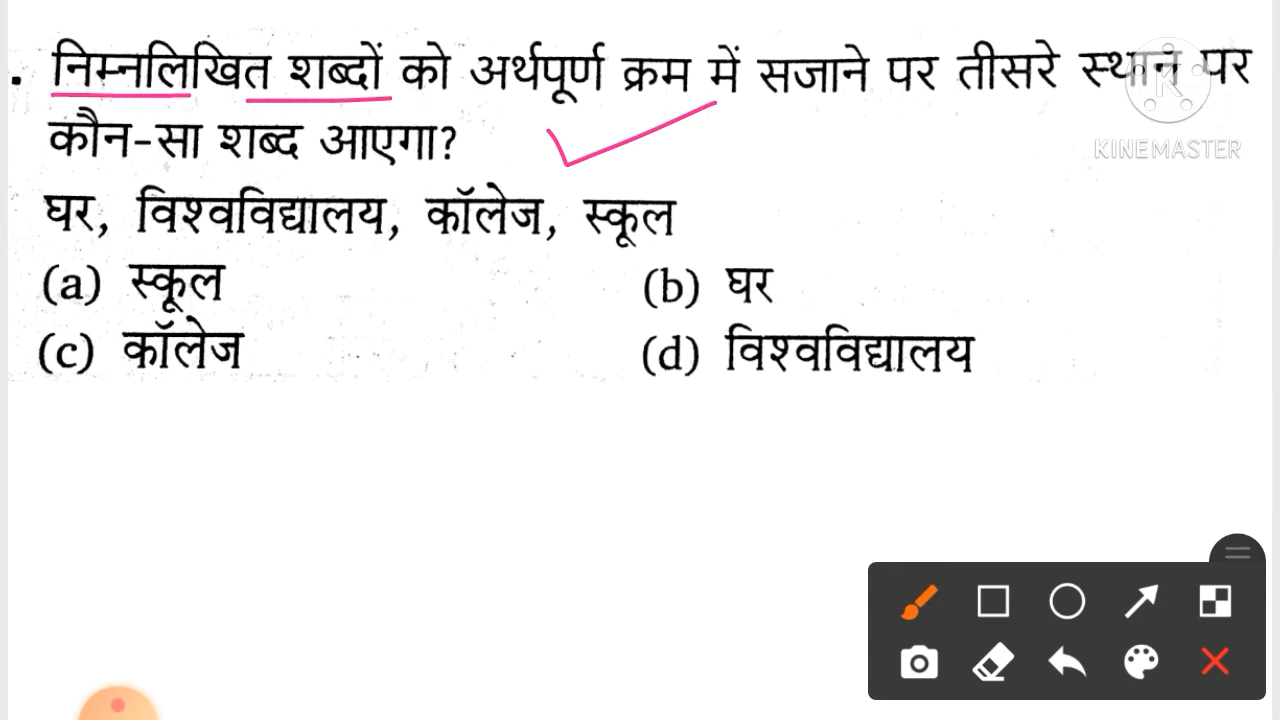 . निम्नलिखित शब्दों को अर्थपूर्ण क्रम में सजाने पर तीसरे स्थान पर
कौन-सा शब्द आएगा?
घर, विश्वविद्यालय, कॉलेज, स्कूल
(a) स्कूल (b) घर
(c) कॉलेज (d) विश्वविद्यालय
K
KINEMASTER